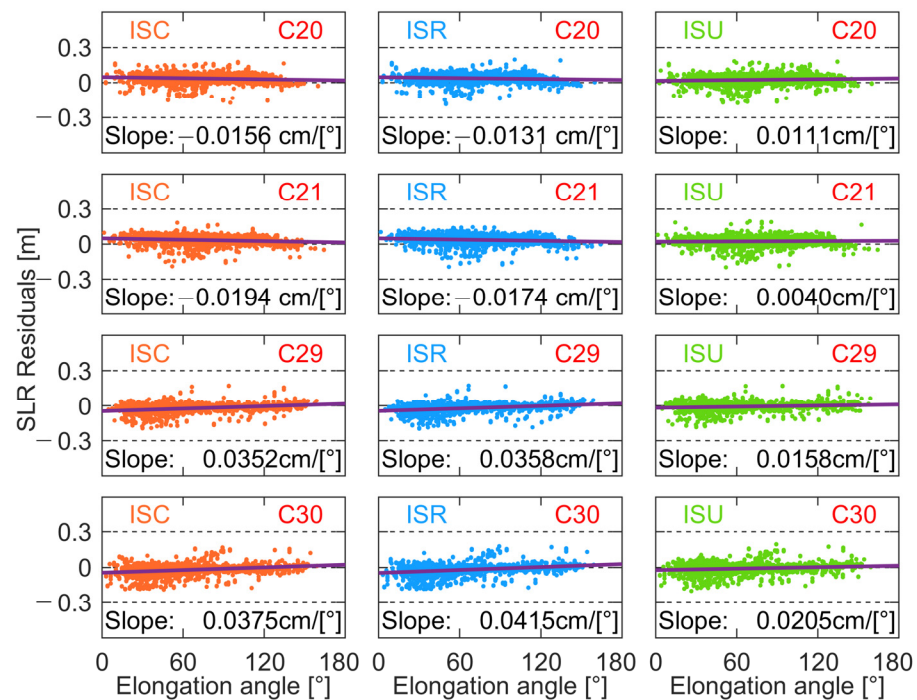 ISC C20 ISR C20 ISU C20
0.3
0
−0.3
Slope: −0.0156 cm/[°] Slope: −0.0131 cm/[°] Slope: 0.0111cm/[°]
ISC C21 ISR C21 ISU C21
0.3
0
−0.3
Slope: −0.0194 cm/[°] Slope: −0.0174 cm/[°] Slope: 0.0040cm/[°]
SLR Residuals [m]
ISC C29 ISR C29 ISU C29
0.3
0
−0.3
Slope: 0.0352cm/[°] Slope: 0.0358cm/[°] Slope: 0.0158cm/[°]
ISC C30 ISR C30 ISU C30
0.3
0
−0.3
Slope: 0.0375cm/[°] Slope: 0.0415cm/[°] Slope: 0.0205cm/[°]
0 60 120 180 0 60 120 180 0 60 120 180
Elongation angle [°] Elongation angle [°] Elongation angle [°]